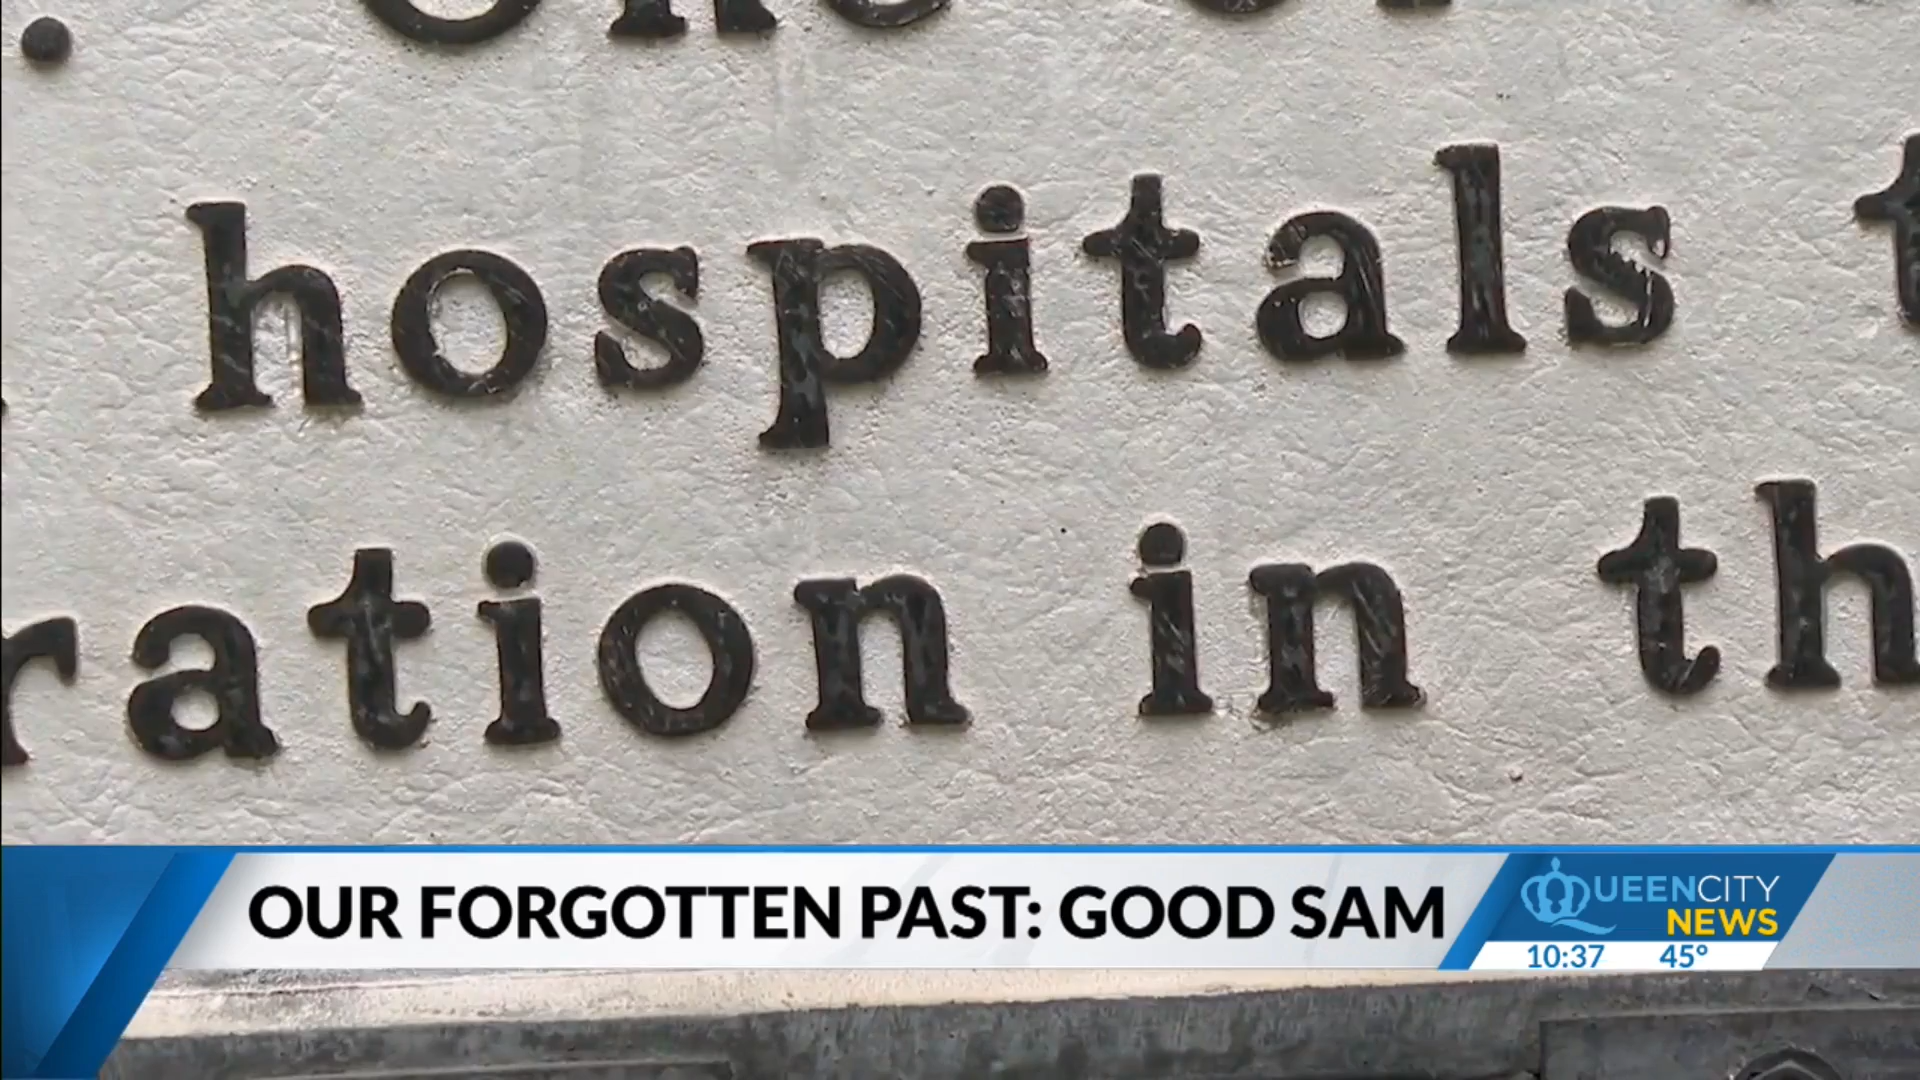 hospitals
ration in th
OUR FORGOTTEN PAST: GOOD SAM
QUEENCITY
NEWS
10:37 45°